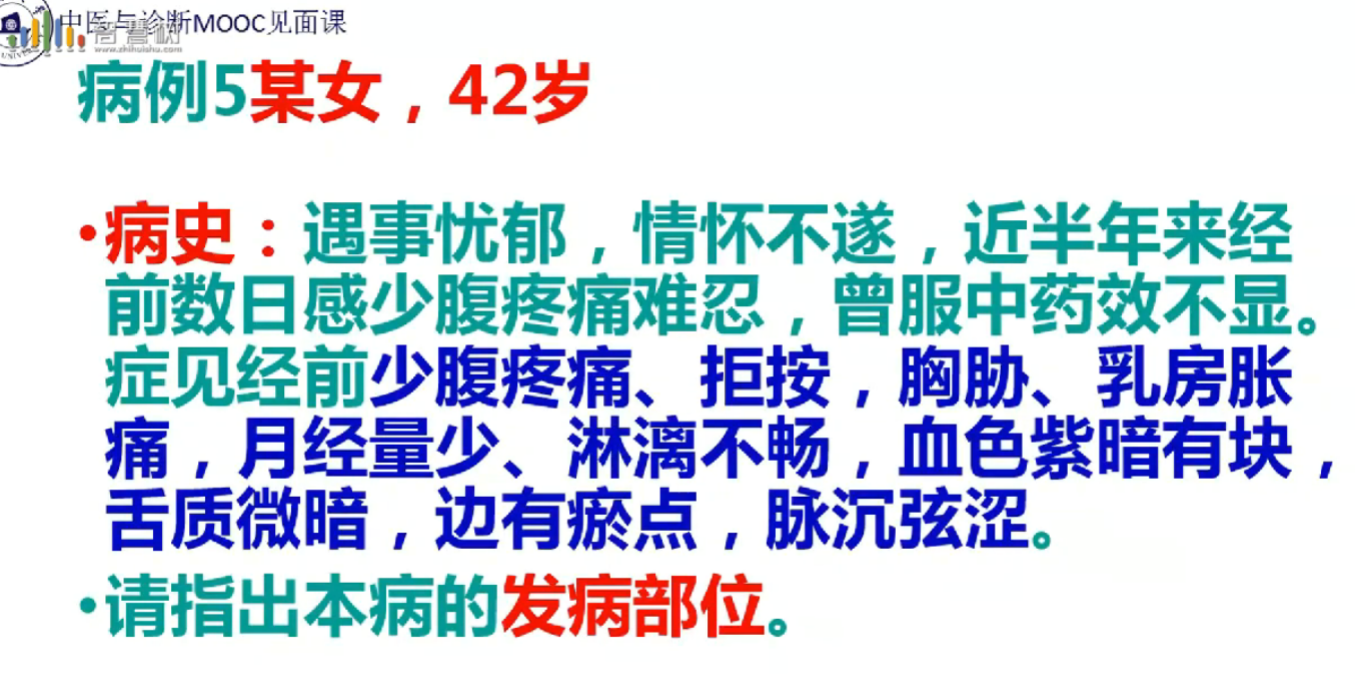 中医与诊断MOOC见面课
智慧树
www.zhihuishu.com
病例5某女，42岁
•病史：遇事忧郁，情怀不遂，近半年来经
前数日感少腹疼痛难忍，曾服中药效不显。
症见经前少腹疼痛、拒按，胸胁、乳房胀
痛，月经量少、淋漓不畅，血色紫暗有块，
舌质微暗，边有瘀点，脉沉弦涩。
•请指出本病的发病部位。